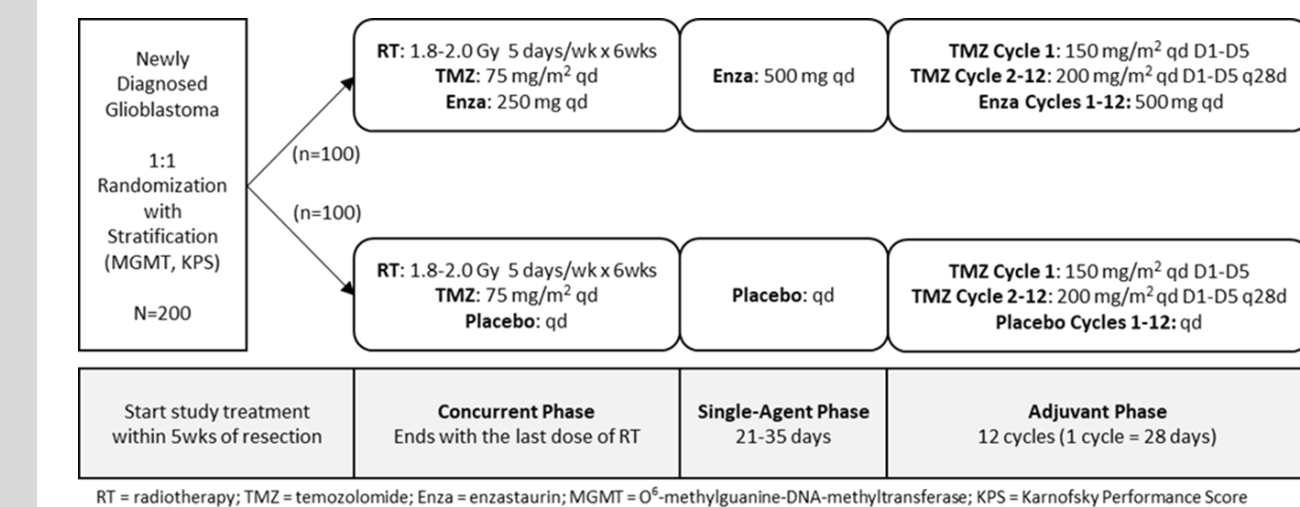 Newly
Diagnosed
Glioblastoma
1:1
Randomization
with
Stratification
(MGMT, KPS)
N=200
(n=100)
(n=100)
RT: 1.8-2.0 Gy 5 days/wk x 6wks
TMZ: 75 mg/m² qd
Enza: 250 mg qd
Enza: 500 mg qd
TMZ Cycle 1: 150 mg/m² qd D1-D5
TMZ Cycle 2-12: 200 mg/m² qd D1-D5 q28d
Enza Cycles 1-12: 500 mg qd
RT: 1.8-2.0 Gy 5 days/wk x 6wks
TMZ: 75 mg/m² qd
Placebo: qd
Placebo: qd
TMZ Cycle 1: 150 mg/m² qd D1-D5
TMZ Cycle 2-12: 200 mg/m² qd D1-D5 q28d
Placebo Cycles 1-12: qd
Start study treatment
within 5wks of resection
Concurrent Phase
Ends with the last dose of RT
Single-Agent Phase
21-35 days
Adjuvant Phase
12 cycles (1 cycle = 28 days)
RT = radiotherapy; TMZ = temozolomide; Enza = enzastaurin; MGMT = O⁶-methylguanine-DNA-methyltransferase; KPS = Karnofsky Performance Score